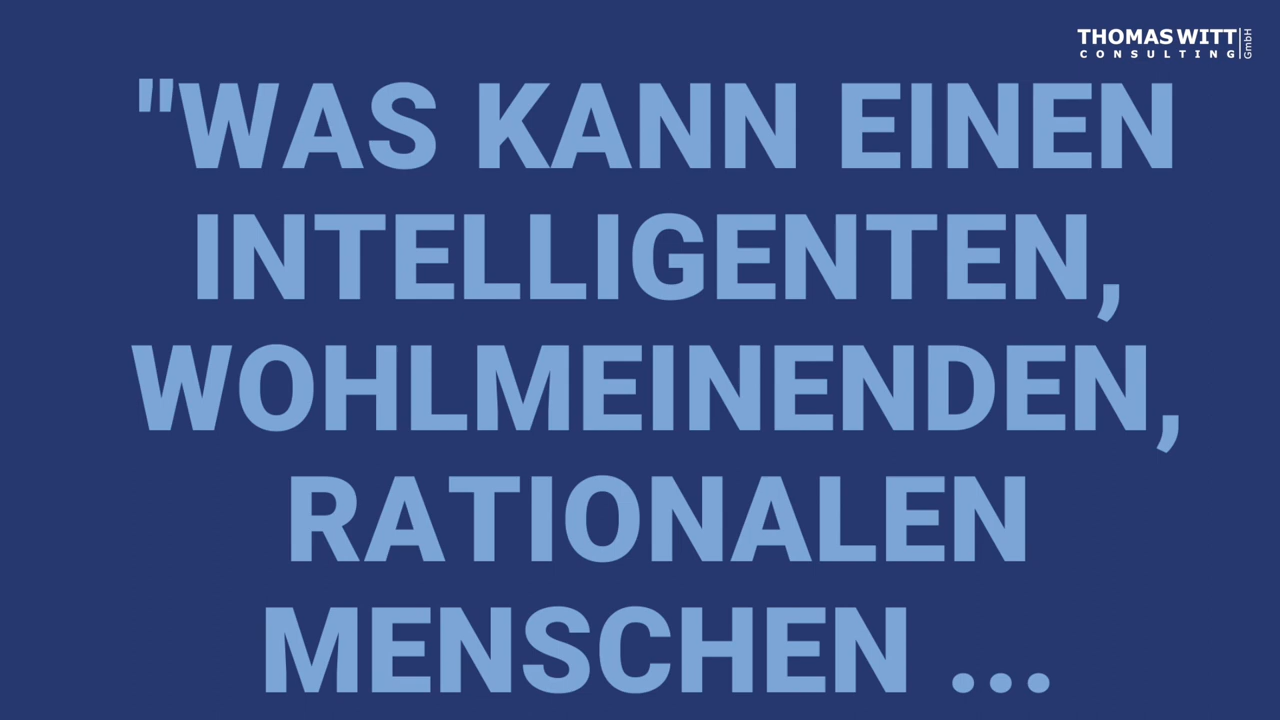 THOMAS WITT
CONSULTING
GmbH
"WAS KANN EINEN
INTELLIGENTEN,
WOHLMEINENDEN,
RATIONALEN
MENSCHEN ...